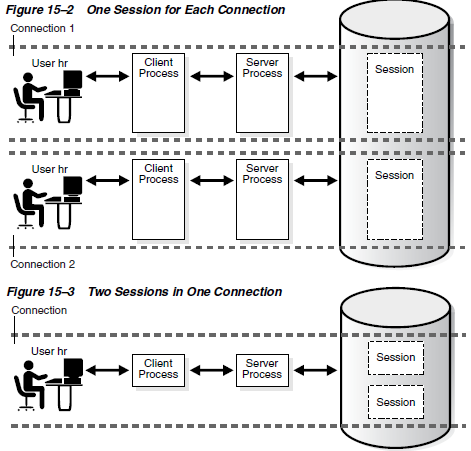 Figure 15–2 One Session for Each Connection
Connection 1
User hr
Client
Process
Server
Process
Session
User hr
Client
Process
Server
Process
Session
Connection 2
Figure 15–3 Two Sessions in One Connection
Connection
User hr
Client
Process
Server
Process
Session
Session